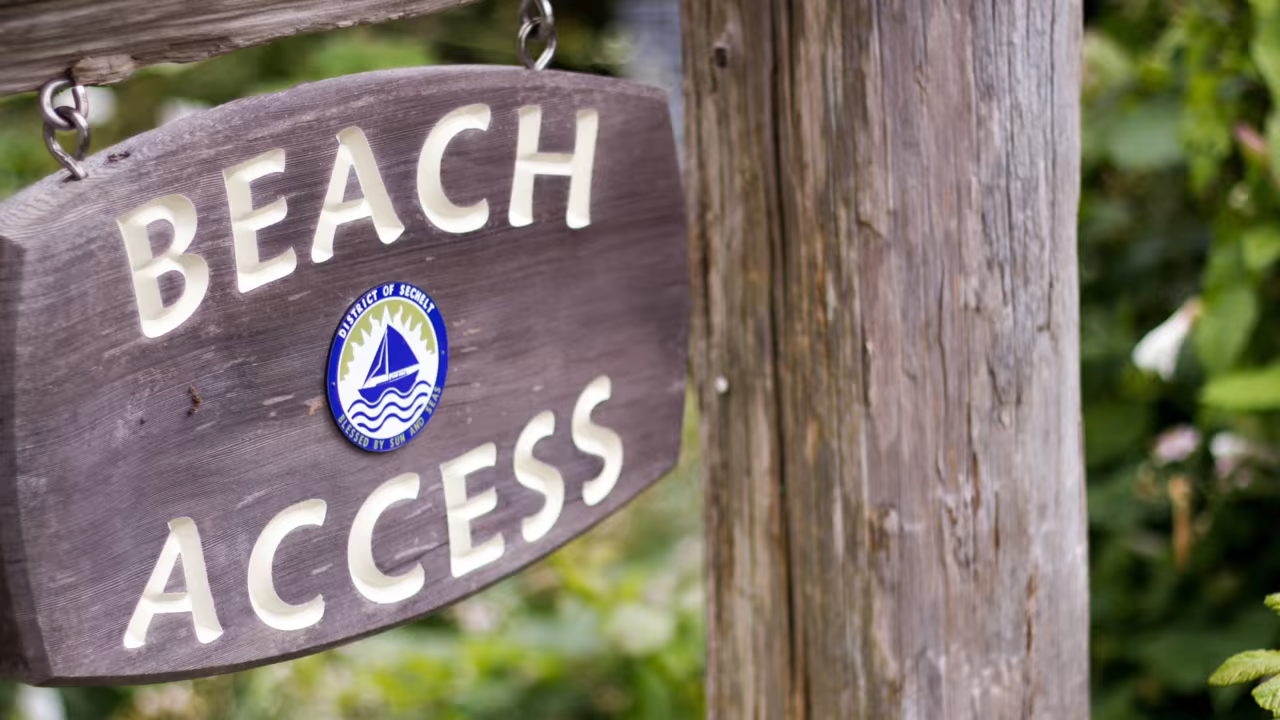 BEACH
DISTRICT OF SECHELT
BLESSED BY SUN AND SEAS
ACCESS